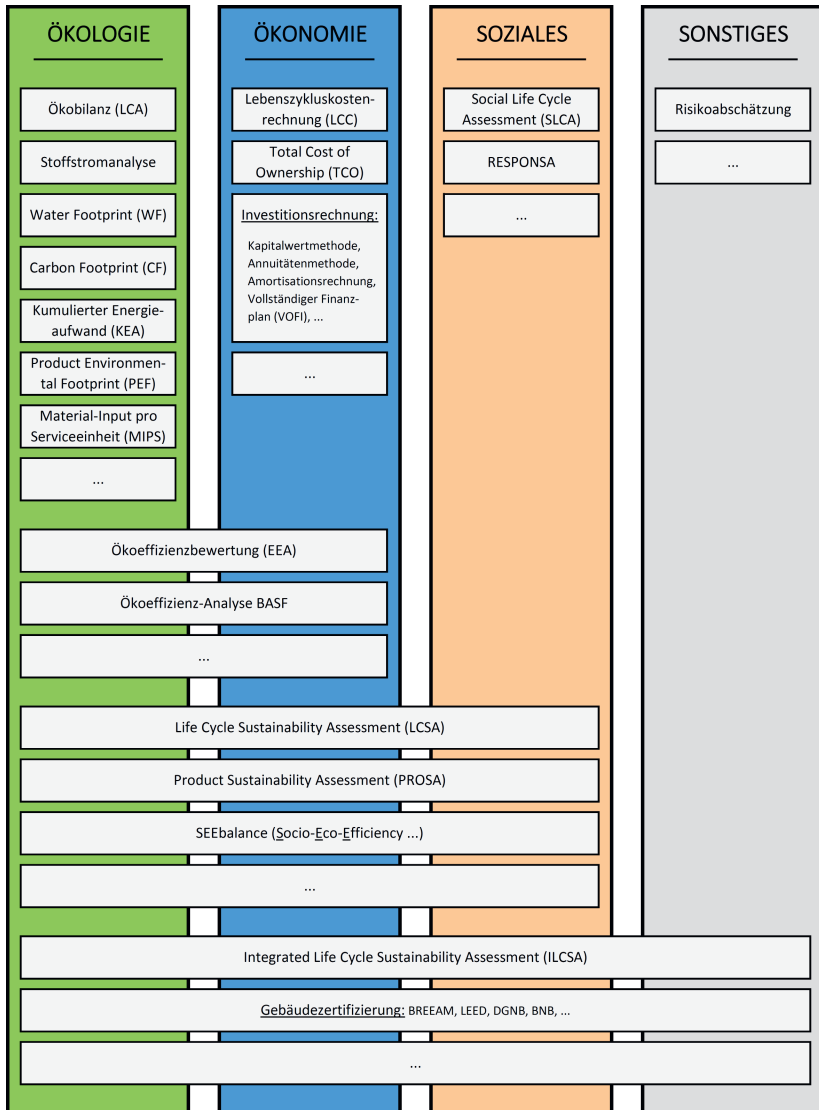 ÖKOLOGIE
ÖKONOMIE
SOZIALES
SONSTIGES
Ökobilanz (LCA)
Stoffstromanalyse
Water Footprint (WF)
Carbon Footprint (CF)
Kumulierter Energie-
aufwand (KEA)
Product Environmen-
tal Footprint (PEF)
Material-Input pro
Serviceeinheit (MIPS)
...
Lebenszykluskosten-
rechnung (LCC)
Total Cost of
Ownership (TCO)
Investitionsrechnung:
Kapitalwertmethode,
Annuitätenmethode,
Amortisationsrechnung,
Vollständiger Finanz-
plan (VOFI), ...
...
Social Life Cycle
Assessment (SLCA)
RESPONSA
...
Risikoabschätzung
...
Ökoeffizienzbewertung (EEA)
Ökoeffizienz-Analyse BASF
...
Life Cycle Sustainability Assessment (LCSA)
Product Sustainability Assessment (PROSA)
SEEbalance (Socio-Eco-Efficiency ...)
...
Integrated Life Cycle Sustainability Assessment (ILCSA)
Gebäudezertifizierung: BREEAM, LEED, DGNB, BNB, ...
...